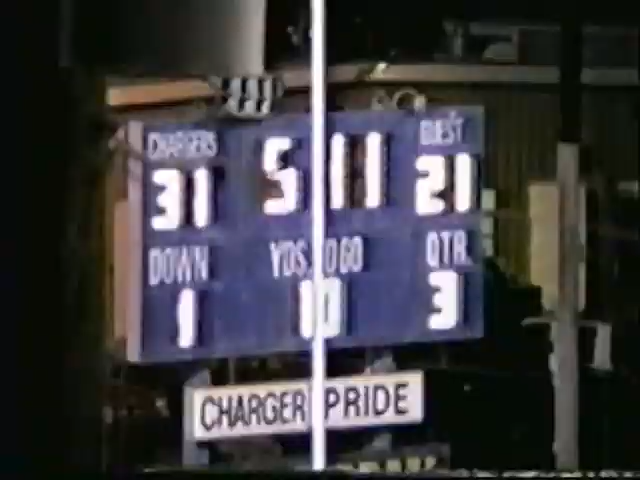 CHARGERS 5:11 GUEST
31 21
DOWN YDS. TO GO QTR.
1 10 3
CHARGER PRIDE